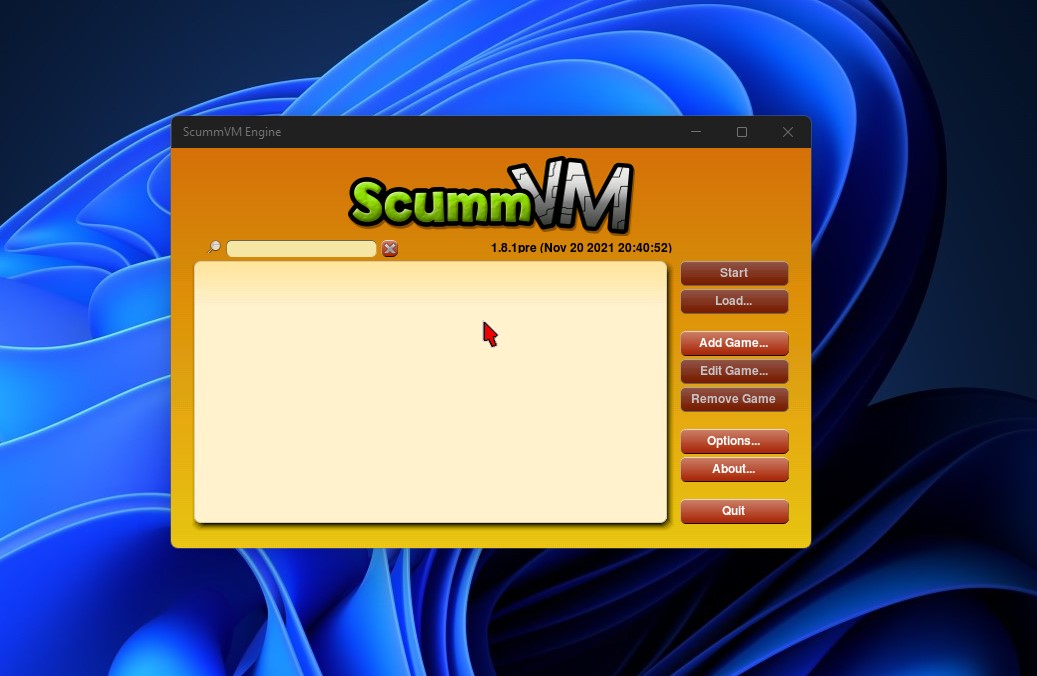 ScummVM Engine
ScummVM
1.8.1pre (Nov 20 2021 20:40:52)
Start
Load...
Add Game...
Edit Game...
Remove Game
Options...
About...
Quit